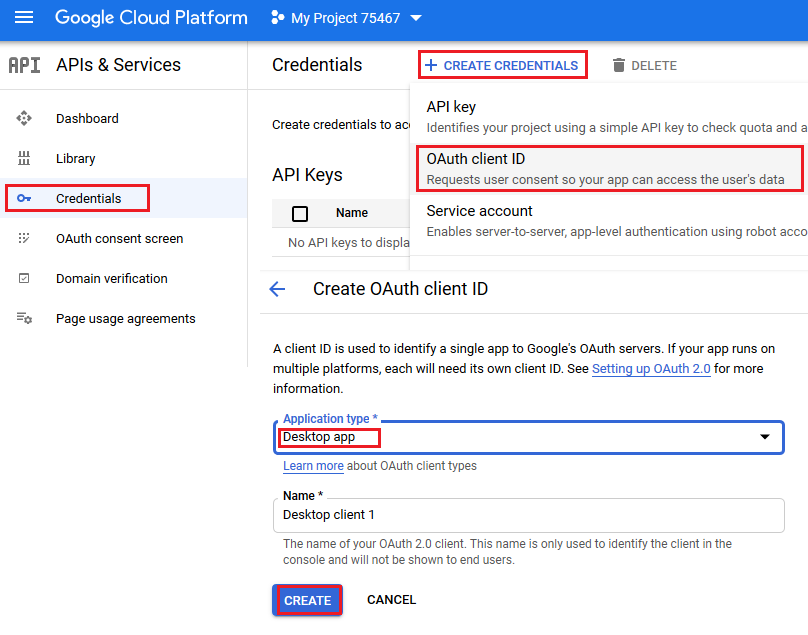 Google Cloud Platform
My Project 75467
API
APIs & Services
Dashboard
Library
Credentials
OAuth consent screen
Domain verification
Page usage agreements
Credentials
+ CREATE CREDENTIALS
DELETE
Create credentials to acc
API Keys
Name
No API keys to displa
API key
Identifies your project using a simple API key to check quota and a
OAuth client ID
Requests user consent so your app can access the user's data
Service account
Enables server-to-server, app-level authentication using robot acco
Create OAuth client ID
A client ID is used to identify a single app to Google's OAuth servers. If your app runs on
multiple platforms, each will need its own client ID. See Setting up OAuth 2.0 for more
information.
Application type *
Desktop app
Learn more about OAuth client types
Name *
Desktop client 1
The name of your OAuth 2.0 client. This name is only used to identify the client in the
console and will not be shown to end users.
CREATE
CANCEL